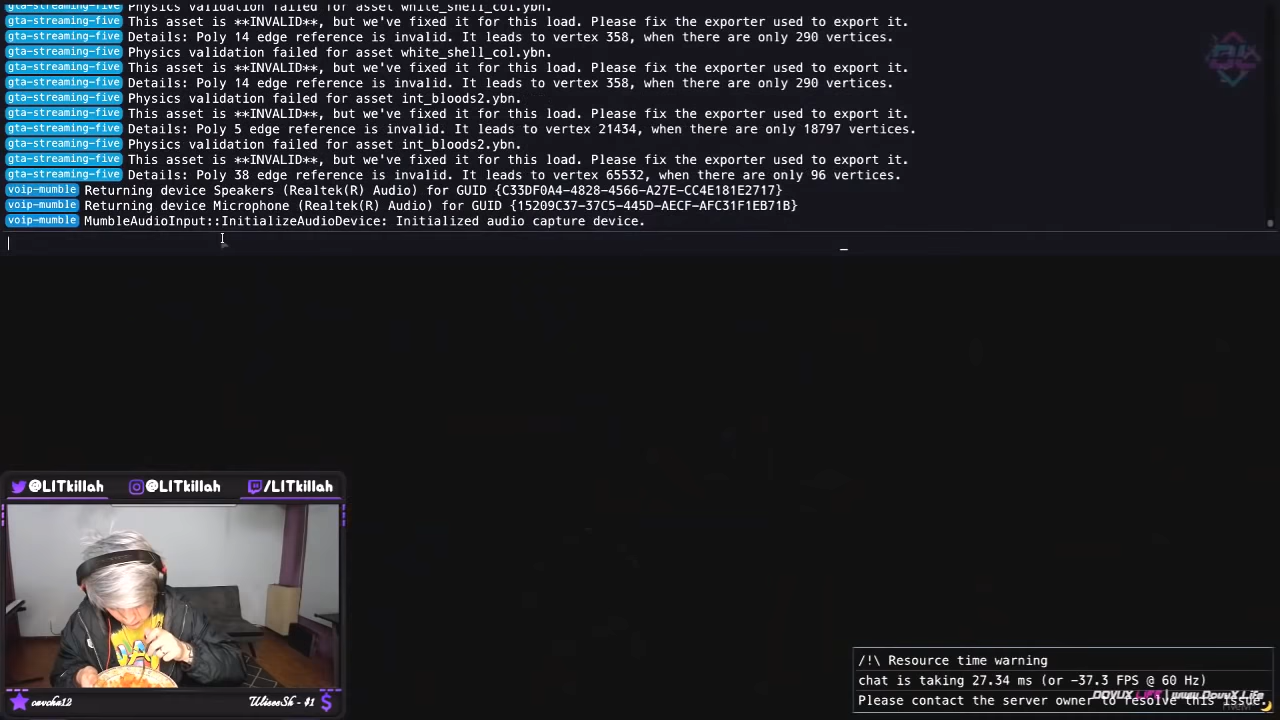 gta-streaming-five Physics validation failed for asset white_shell_col.ybn.
gta-streaming-five This asset is **INVALID**, but we've fixed it for this load. Please fix the exporter used to export it.
gta-streaming-five Details: Poly 14 edge reference is invalid. It leads to vertex 358, when there are only 290 vertices.
gta-streaming-five Physics validation failed for asset white_shell_col.ybn.
gta-streaming-five This asset is **INVALID**, but we've fixed it for this load. Please fix the exporter used to export it.
gta-streaming-five Details: Poly 14 edge reference is invalid. It leads to vertex 358, when there are only 290 vertices.
gta-streaming-five Physics validation failed for asset int_bloods2.ybn.
gta-streaming-five This asset is **INVALID**, but we've fixed it for this load. Please fix the exporter used to export it.
gta-streaming-five Details: Poly 5 edge reference is invalid. It leads to vertex 21434, when there are only 18797 vertices.
gta-streaming-five Physics validation failed for asset int_bloods2.ybn.
gta-streaming-five This asset is **INVALID**, but we've fixed it for this load. Please fix the exporter used to export it.
gta-streaming-five Details: Poly 38 edge reference is invalid. It leads to vertex 65532, when there are only 96 vertices.
voip-mumble Returning device Speakers (Realtek(R) Audio) for GUID {C33DF0A4-4828-4566-A27E-CC4E181E2717}
voip-mumble Returning device Microphone (Realtek(R) Audio) for GUID {15209C37-37C5-445D-AECF-AFC31F1EB71B}
voip-mumble MumbleAudioInput::InitializeAudioDevice: Initialized audio capture device.
@LITkillah @LITkillah /LITkillah
cavcha12 UliseeSh - $1
/!\ Resource time warning
chat is taking 27.34 ms (or -37.3 FPS @ 60 Hz)
DOVUX LIFE | www.DovuX.Life
Please contact the server owner to resolve this issue.